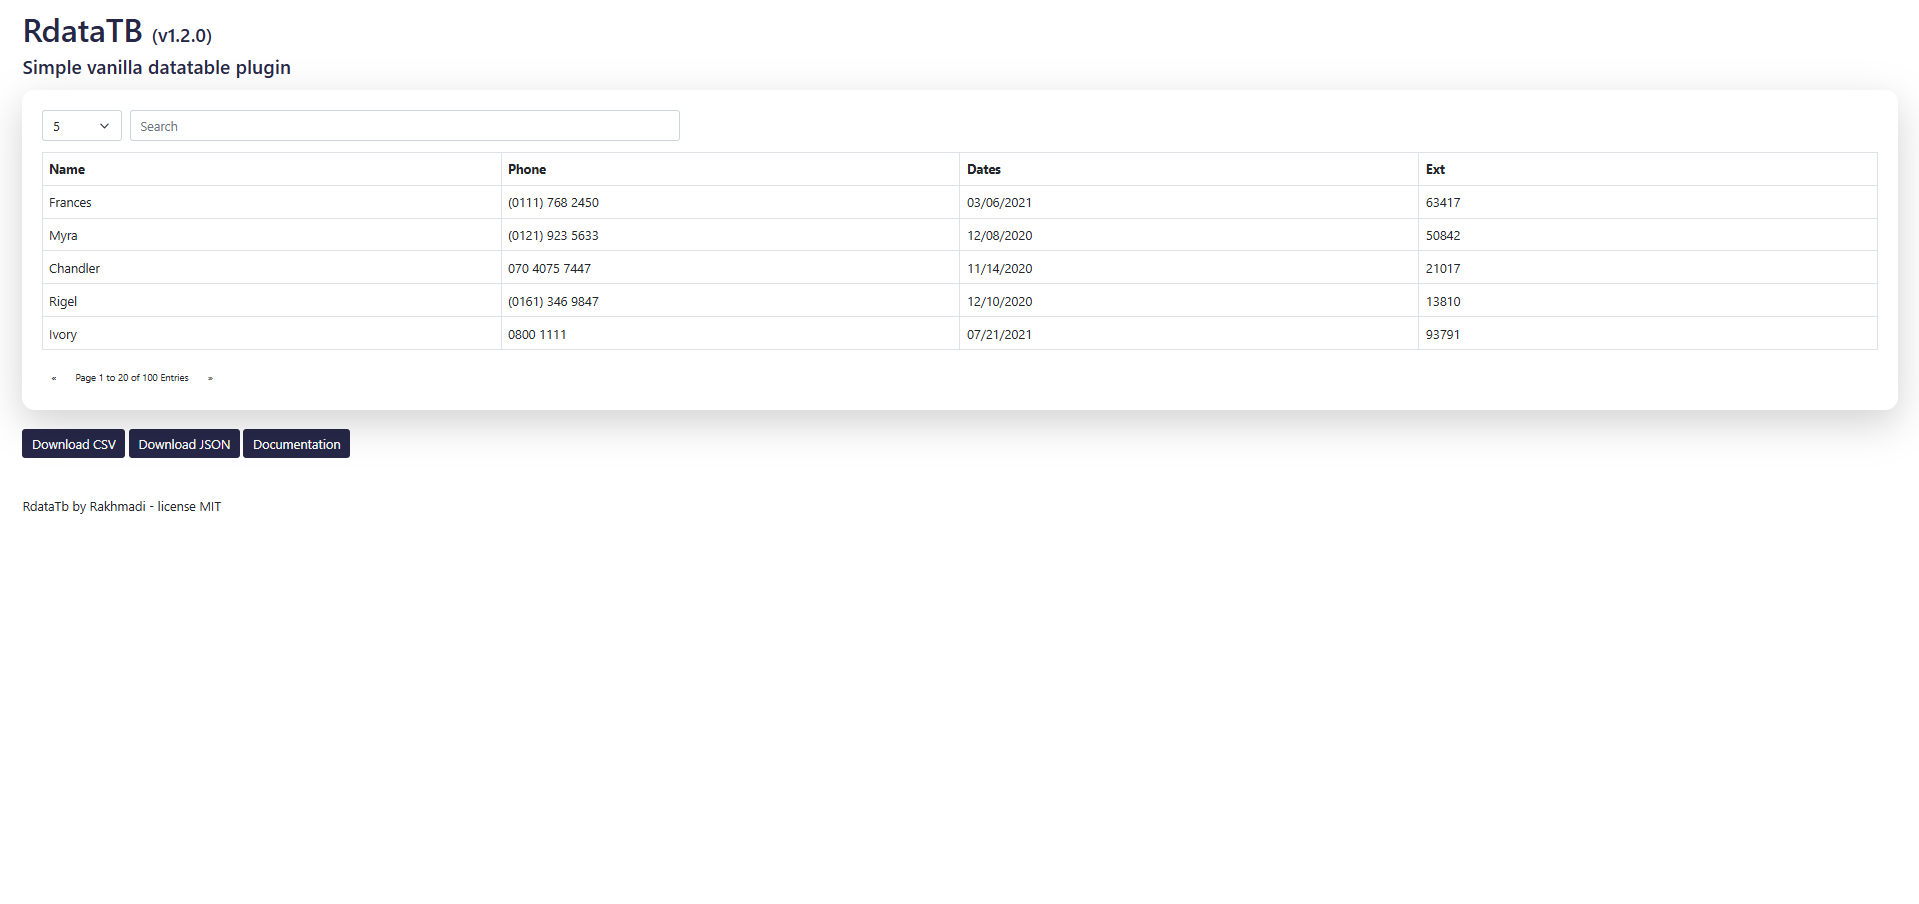 RdataTB (v1.2.0)
Simple vanilla datatable plugin
5 Search
Name Phone Dates Ext
Frances (0111) 768 2450 03/06/2021 63417
Myra (0121) 923 5633 12/08/2020 50842
Chandler 070 4075 7447 11/14/2020 21017
Rigel (0161) 346 9847 12/10/2020 13810
Ivory 0800 1111 07/21/2021 93791
« Page 1 to 20 of 100 Entries »
Download CSV Download JSON Documentation
RdataTb by Rakhmadi - license MIT